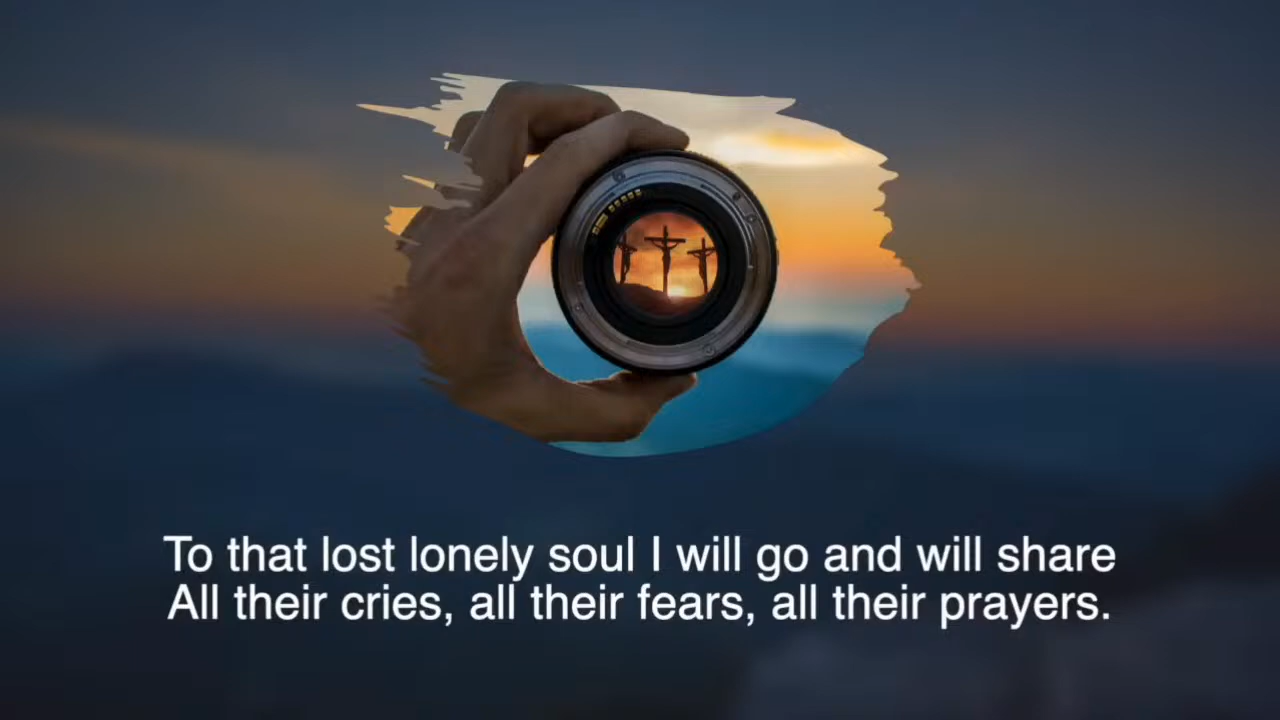 To that lost lonely soul I will go and will share
All their cries, all their fears, all their prayers.